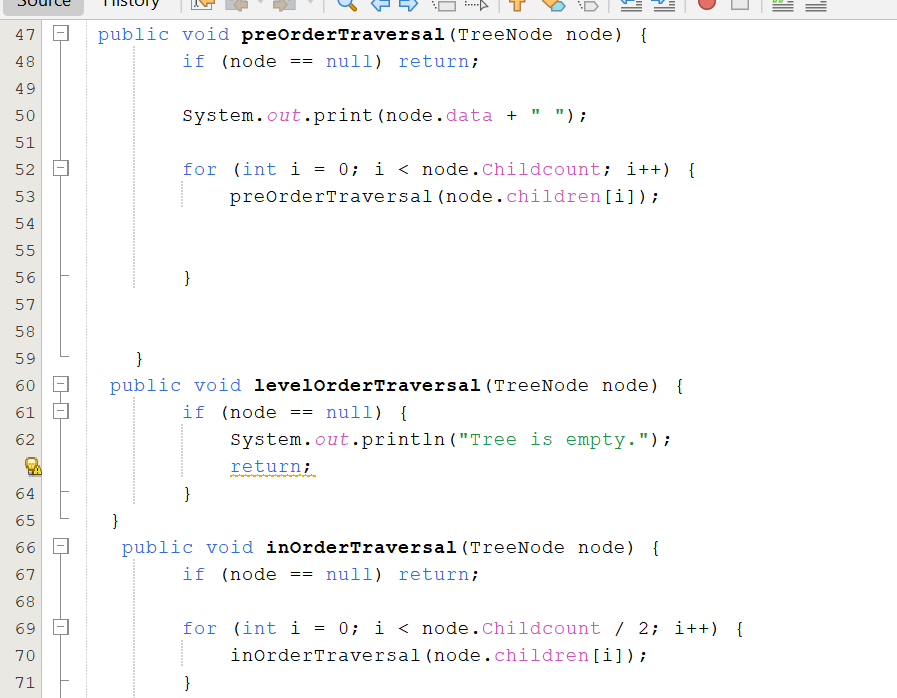 Source History
47 public void preOrderTraversal(TreeNode node) {
48 if (node == null) return;
49
50 System.out.print(node.data + " ");
51
52 for (int i = 0; i < node.Childcount; i++) {
53 preOrderTraversal(node.children[i]);
54
55
56 }
57
58
59 }
60 public void levelOrderTraversal(TreeNode node) {
61 if (node == null) {
62 System.out.println("Tree is empty.");
return;
64 }
65 }
66 public void inOrderTraversal(TreeNode node) {
67 if (node == null) return;
68
69 for (int i = 0; i < node.Childcount / 2; i++) {
70 inOrderTraversal(node.children[i]);
71 }